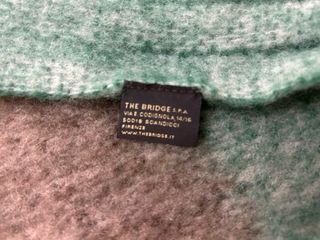 THE BRIDGE S.P.A.
VIA E. CODIGNOLA, 14/16
50018 SCANDICCI
FIRENZE
WWW.THEBRIDGE.IT